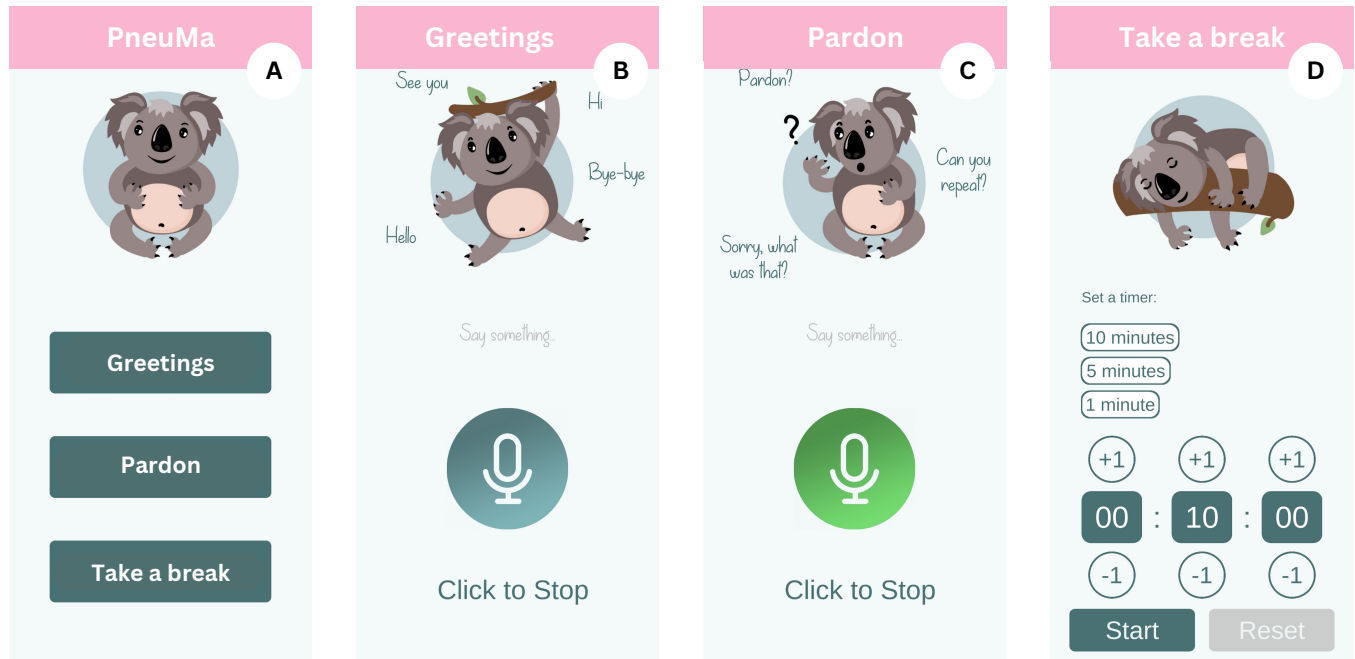 PneuMa
A
Greetings
Pardon
Take a break
Greetings
B
See you
Hi
Bye-bye
Hello
Say something...
Click to Stop
Pardon
C
Pardon?
?
Can you
repeat?
Sorry, what
was that?
Say something...
Click to Stop
Take a break
D
Set a timer:
10 minutes
5 minutes
1 minute
+1 +1 +1
00 : 10 : 00
-1 -1 -1
Start Reset